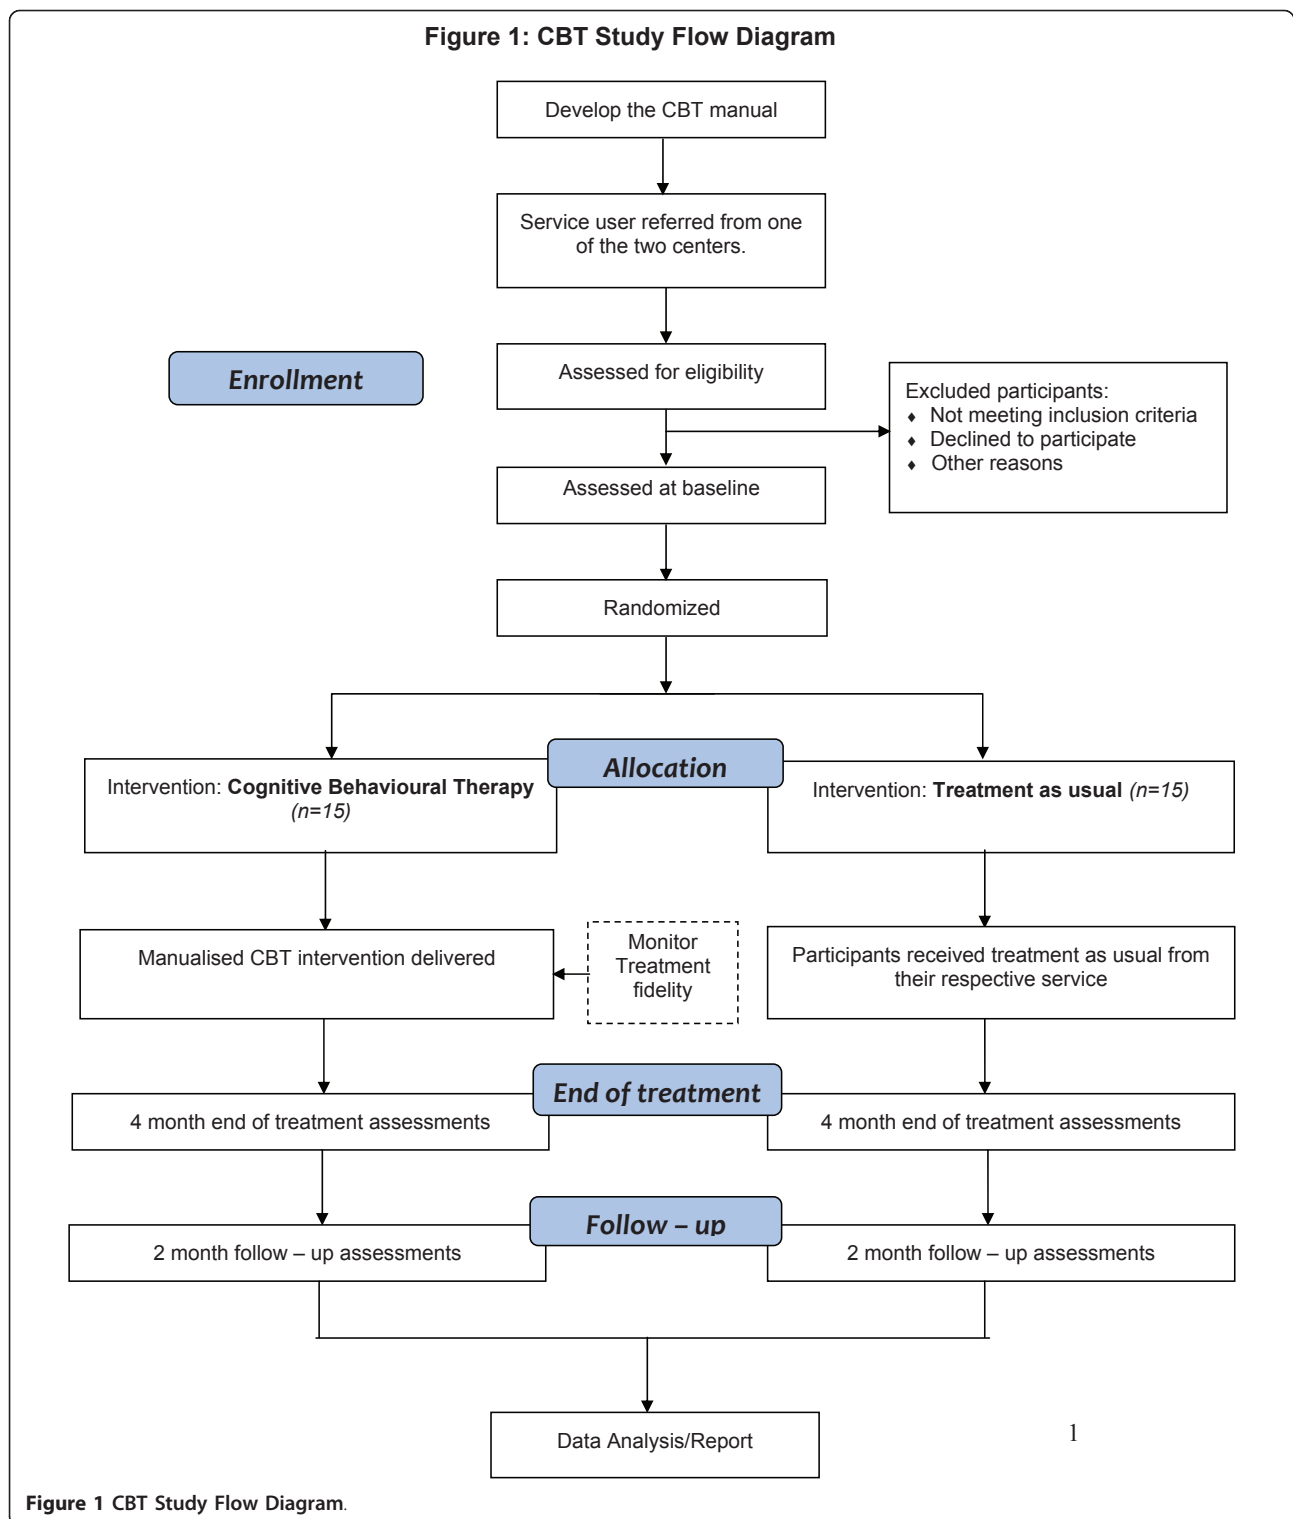 Figure 1: CBT Study Flow Diagram
Develop the CBT manual
Service user referred from one
of the two centers.
Enrollment
Assessed for eligibility
Excluded participants:
♦ Not meeting inclusion criteria
♦ Declined to participate
♦ Other reasons
Assessed at baseline
Randomized
Allocation
Intervention: Cognitive Behavioural Therapy
(n=15)
Intervention: Treatment as usual (n=15)
Manualised CBT intervention delivered
Monitor
Treatment
fidelity
Participants received treatment as usual from
their respective service
End of treatment
4 month end of treatment assessments
4 month end of treatment assessments
Follow – up
2 month follow – up assessments
2 month follow – up assessments
Data Analysis/Report
1
Figure 1 CBT Study Flow Diagram.